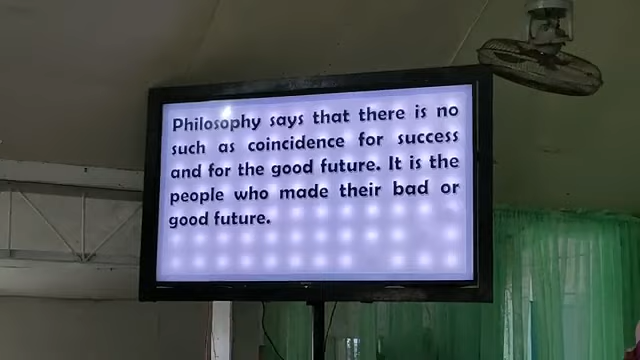 Philosophy says that there is no
such as coincidence for success
and for the good future. It is the
people who made their bad or
good future.